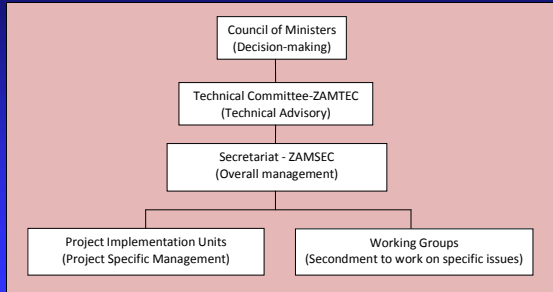 Council of Ministers
(Decision-making)
Technical Committee-ZAMTEC
(Technical Advisory)
Secretariat - ZAMSEC
(Overall management)
Project Implementation Units
(Project Specific Management)
Working Groups
(Secondment to work on specific issues)